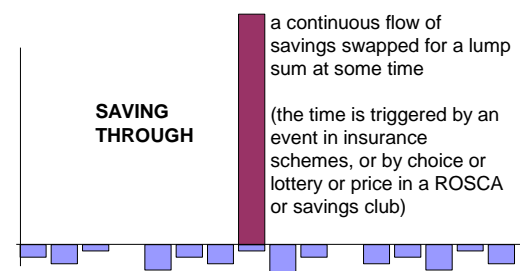 a continuous flow of
savings swapped for a lump
sum at some time
SAVING
THROUGH
(the time is triggered by an
event in insurance
schemes, or by choice or
lottery or price in a ROSCA
or savings club)